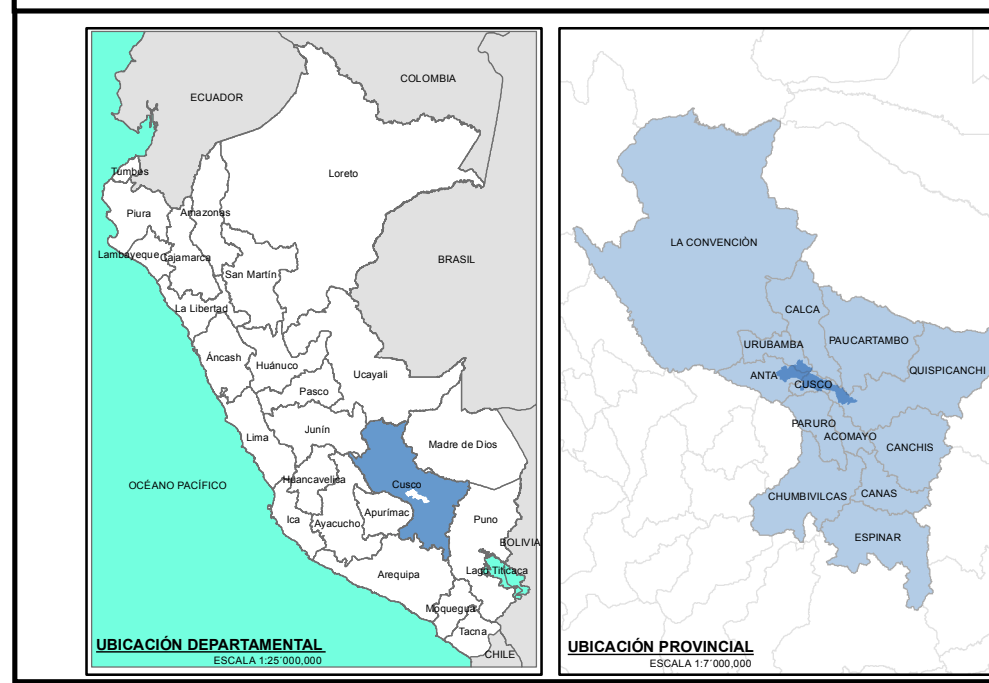 COLOMBIA
ECUADOR
Tumbes
Loreto
Piura
Amazonas
Lambayeque
Cajamarca
BRASIL
San Martín
La Libertad
Áncash
Huánuco
Ucayali
Pasco
Lima
Junín
Madre de Dios
OCÉANO PACÍFICO
Huancavelica
Cusco
Ica
Ayacucho
Apurímac
Puno
BOLIVIA
Arequipa
Lago Titicaca
Moquegua
Tacna
UBICACIÓN DEPARTAMENTAL
CHILE
ESCALA 1:25´000,000
LA CONVENCIÒN
CALCA
URUBAMBA
PAUCARTAMBO
ANTA
CUSCO
QUISPICANCHI
PARURO
ACOMAYO
CANCHIS
CHUMBIVILCAS
CANAS
ESPINAR
UBICACIÓN PROVINCIAL
ESCALA 1:7´000,000